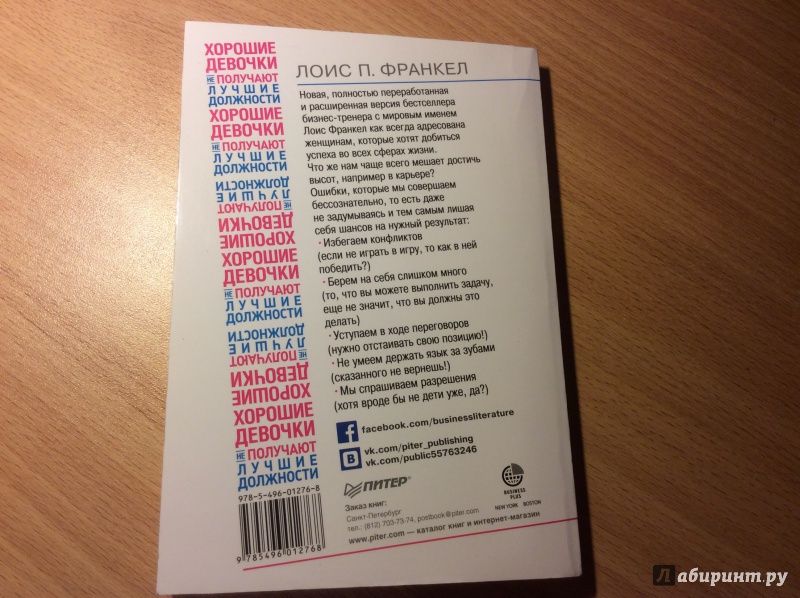 ХОРОШИЕ
ДЕВОЧКИ
НЕ ПОЛУЧАЮТ
ЛУЧШИЕ
ДОЛЖНОСТИ
ХОРОШИЕ
ДЕВОЧКИ
НЕ ПОЛУЧАЮТ
ЛУЧШИЕ
ДОЛЖНОСТИ
ДОЛЖНОСТИ
ЛУЧШИЕ
НЕ ПОЛУЧАЮТ
ДЕВОЧКИ
ХОРОШИЕ
ХОРОШИЕ
ДЕВОЧКИ
НЕ ПОЛУЧАЮТ
ЛУЧШИЕ
ДОЛЖНОСТИ
ДОЛЖНОСТИ
ЛУЧШИЕ
НЕ ПОЛУЧАЮТ
ДЕВОЧКИ
ХОРОШИЕ
ХОРОШИЕ
ДЕВОЧКИ
НЕ ПОЛУЧАЮТ
ЛУЧШИЕ
ДОЛЖНОСТИ
ЛОИС П. ФРАНКЕЛ
Новая, полностью переработанная
и расширенная версия бестселлера
бизнес-тренера с мировым именем
Лоис Франкел как всегда адресована
женщинам, которые хотят добиться
успеха во всех сферах жизни.
Что же нам чаще всего мешает достичь
высот, например в карьере?
Ошибки, которые мы совершаем
бессознательно, то есть даже
не задумываясь и тем самым лишая
себя шансов на нужный результат:
· Избегаем конфликтов
(если не играть в игру, то как в ней
победить?)
· Берем на себя слишком много
(то, что вы можете выполнить задачу,
еще не значит, что вы должны это
делать)
· Уступаем в ходе переговоров
(нужно отстаивать свою позицию!)
· Не умеем держать язык за зубами
(сказанного не вернешь!)
· Мы спрашиваем разрешения
(хотя вроде бы не дети уже, да?)
f facebook.com/businessliterature
B vk.com/piter_publishing
vk.com/public55763246
978-5-496-01276-8
9 785496 012768
ПИТЕР®
Заказ книг:
Санкт-Петербург
тел.: (812) 703-73-74, postbook@piter.com
www.piter.com — каталог книг и интернет-магазин
BUSINESS
PLUS
NEW YORK BOSTON
Лабиринт.ру